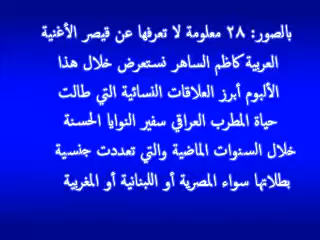 بالصور: ٢٨ معلومة لا تعرفها عن قيصر الأغنية
العربية كاظم الساهر نستعرض خلال هذا
الألبوم أبرز العلاقات النسائية التي طالت
حياة المطرب العراقي سفير النوايا الحسنة
خلال السنوات الماضية والتي تعددت جنسية
بطلاتها سواء المصرية أو اللبنانية أو المغربية